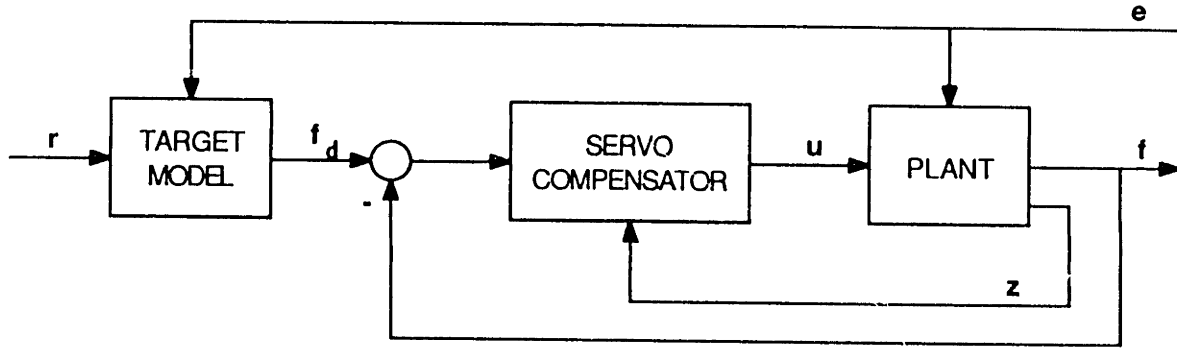 e
r
TARGET
MODEL
f d
-
SERVO
COMPENSATOR
u
PLANT
f
z